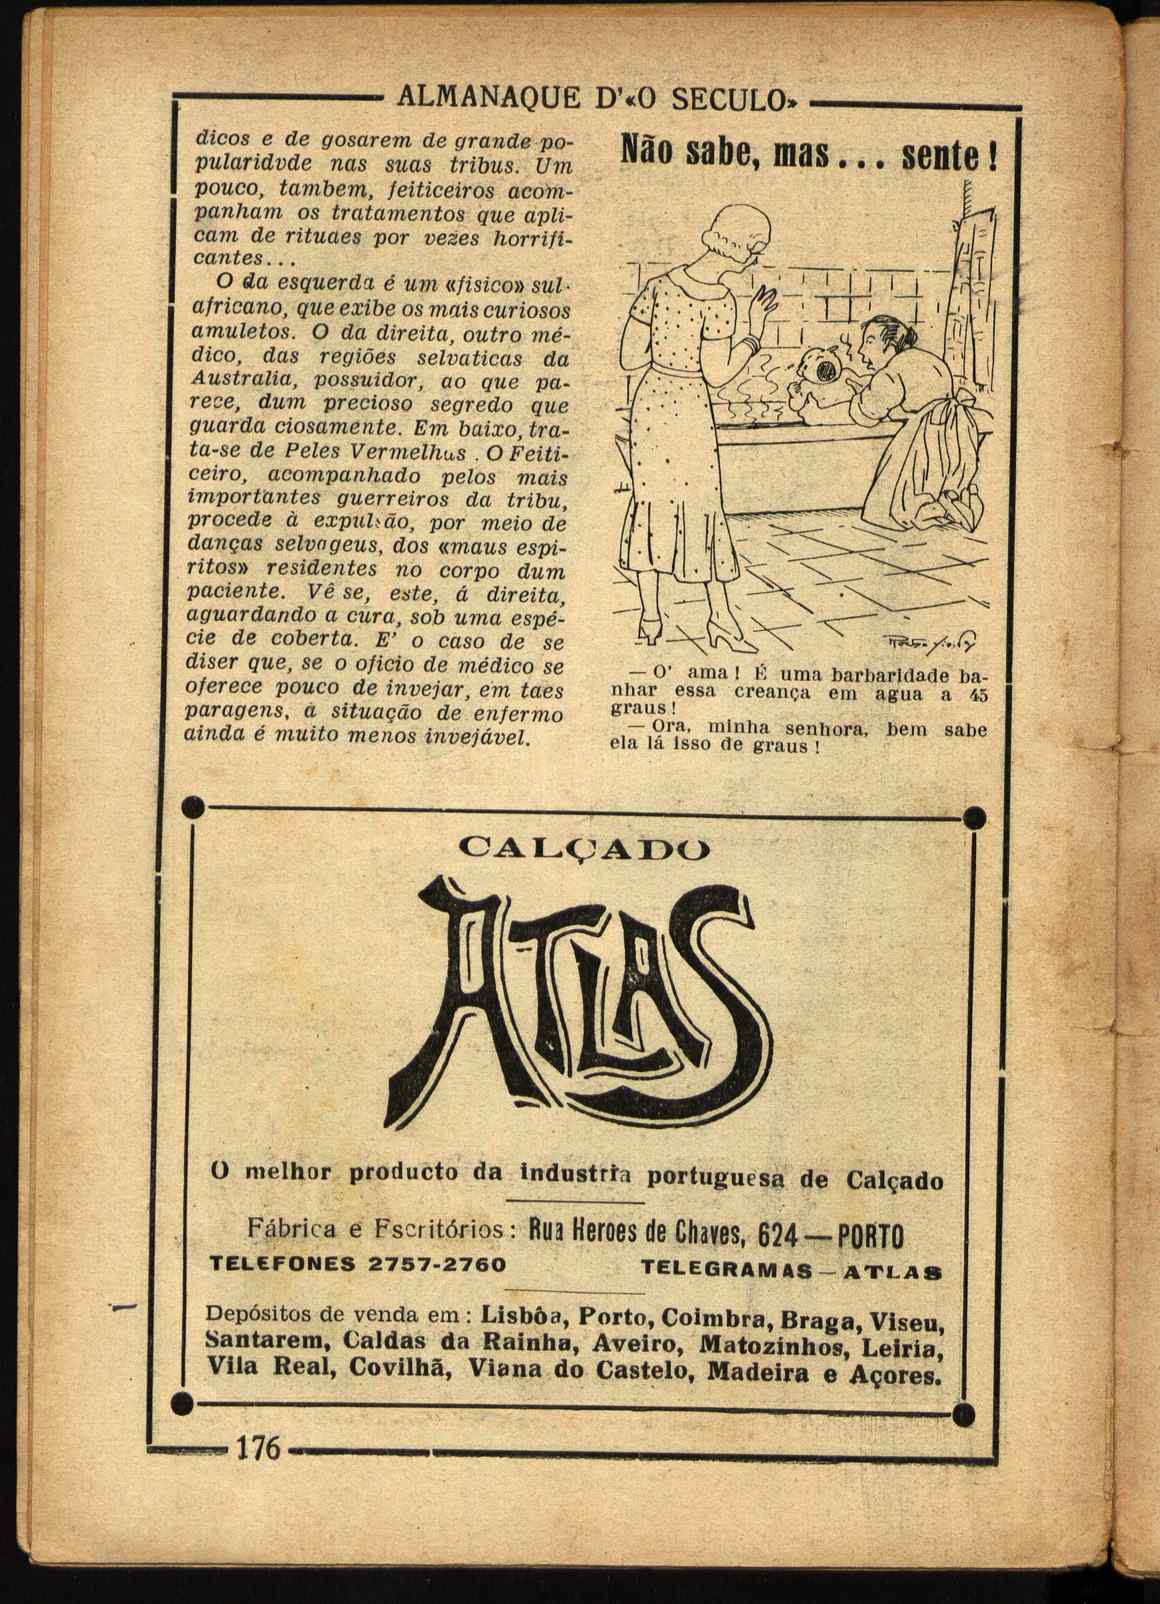 ALMANAQUE D'«O SECULO»
dicos e de gosarem de grande po-
pularidvde nas suas tribus. Um
pouco, tambem, feiticeiros acom-
panham os tratamentos que apli-
cam de rituaes por vezes horrifi-
cantes...
O da esquerda é um «fisico» sul-
africano, que exibe os mais curiosos
amuletos. O da direita, outro mé-
dico, das regiões selvaticas da
Australia, possuidor, ao que pa-
rece, dum precioso segredo que
guarda ciosamente. Em baixo, tra-
ta-se de Peles Vermelhas. O Feiti-
ceiro, acompanhado pelos mais
importantes guerreiros da tribu,
procede à expulsão, por meio de
danças selvageus, dos «maus espi-
ritos» residentes no corpo dum
paciente. Vê se, este, á direita,
aguardando a cura, sob uma espé-
cie de coberta. E' o caso de se
diser que, se o oficio de médico se
oferece pouco de invejar, em taes
paragens, a situação de enfermo
ainda é muito menos invejável.
Não sabe, mas... sente!
— O' ama! É uma barbaridade ba-
nhar essa creança em agua a 45
graus!
— Ora, minha senhora, bem sabe
ela lá isso de graus!
CALÇADO
ATLAS
O melhor producto da industria portuguesa de Calçado
Fábrica e Escritórios: Rua Heroes de Chaves, 624—PORTO
TELEFONES 2757-2760 TELEGRAMAS—ATLAS
Depósitos de venda em: Lisbôa, Porto, Coimbra, Braga, Viseu,
Santarem, Caldas da Rainha, Aveiro, Matozinhos, Leiria,
Vila Real, Covilhã, Viana do Castelo, Madeira e Açores.
176